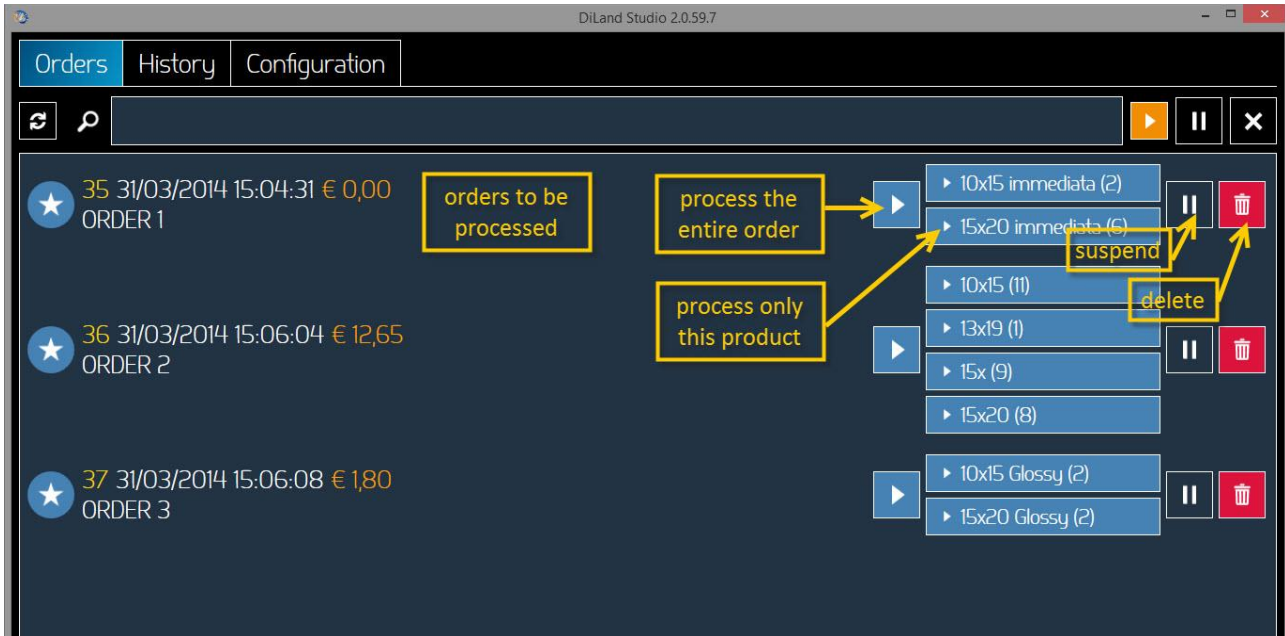 DiLand Studio 2.0.59.7
Orders History Configuration
35 31/03/2014 15:04:31 € 0,00
ORDER 1
orders to be
processed
process the
entire order
10x15 immediata (2)
15x20 immediata (6)
suspend
delete
process only
this product
36 31/03/2014 15:06:04 € 12,65
ORDER 2
10x15 (11)
13x19 (1)
15x (9)
15x20 (8)
37 31/03/2014 15:06:08 € 1,80
ORDER 3
10x15 Glossy (2)
15x20 Glossy (2)